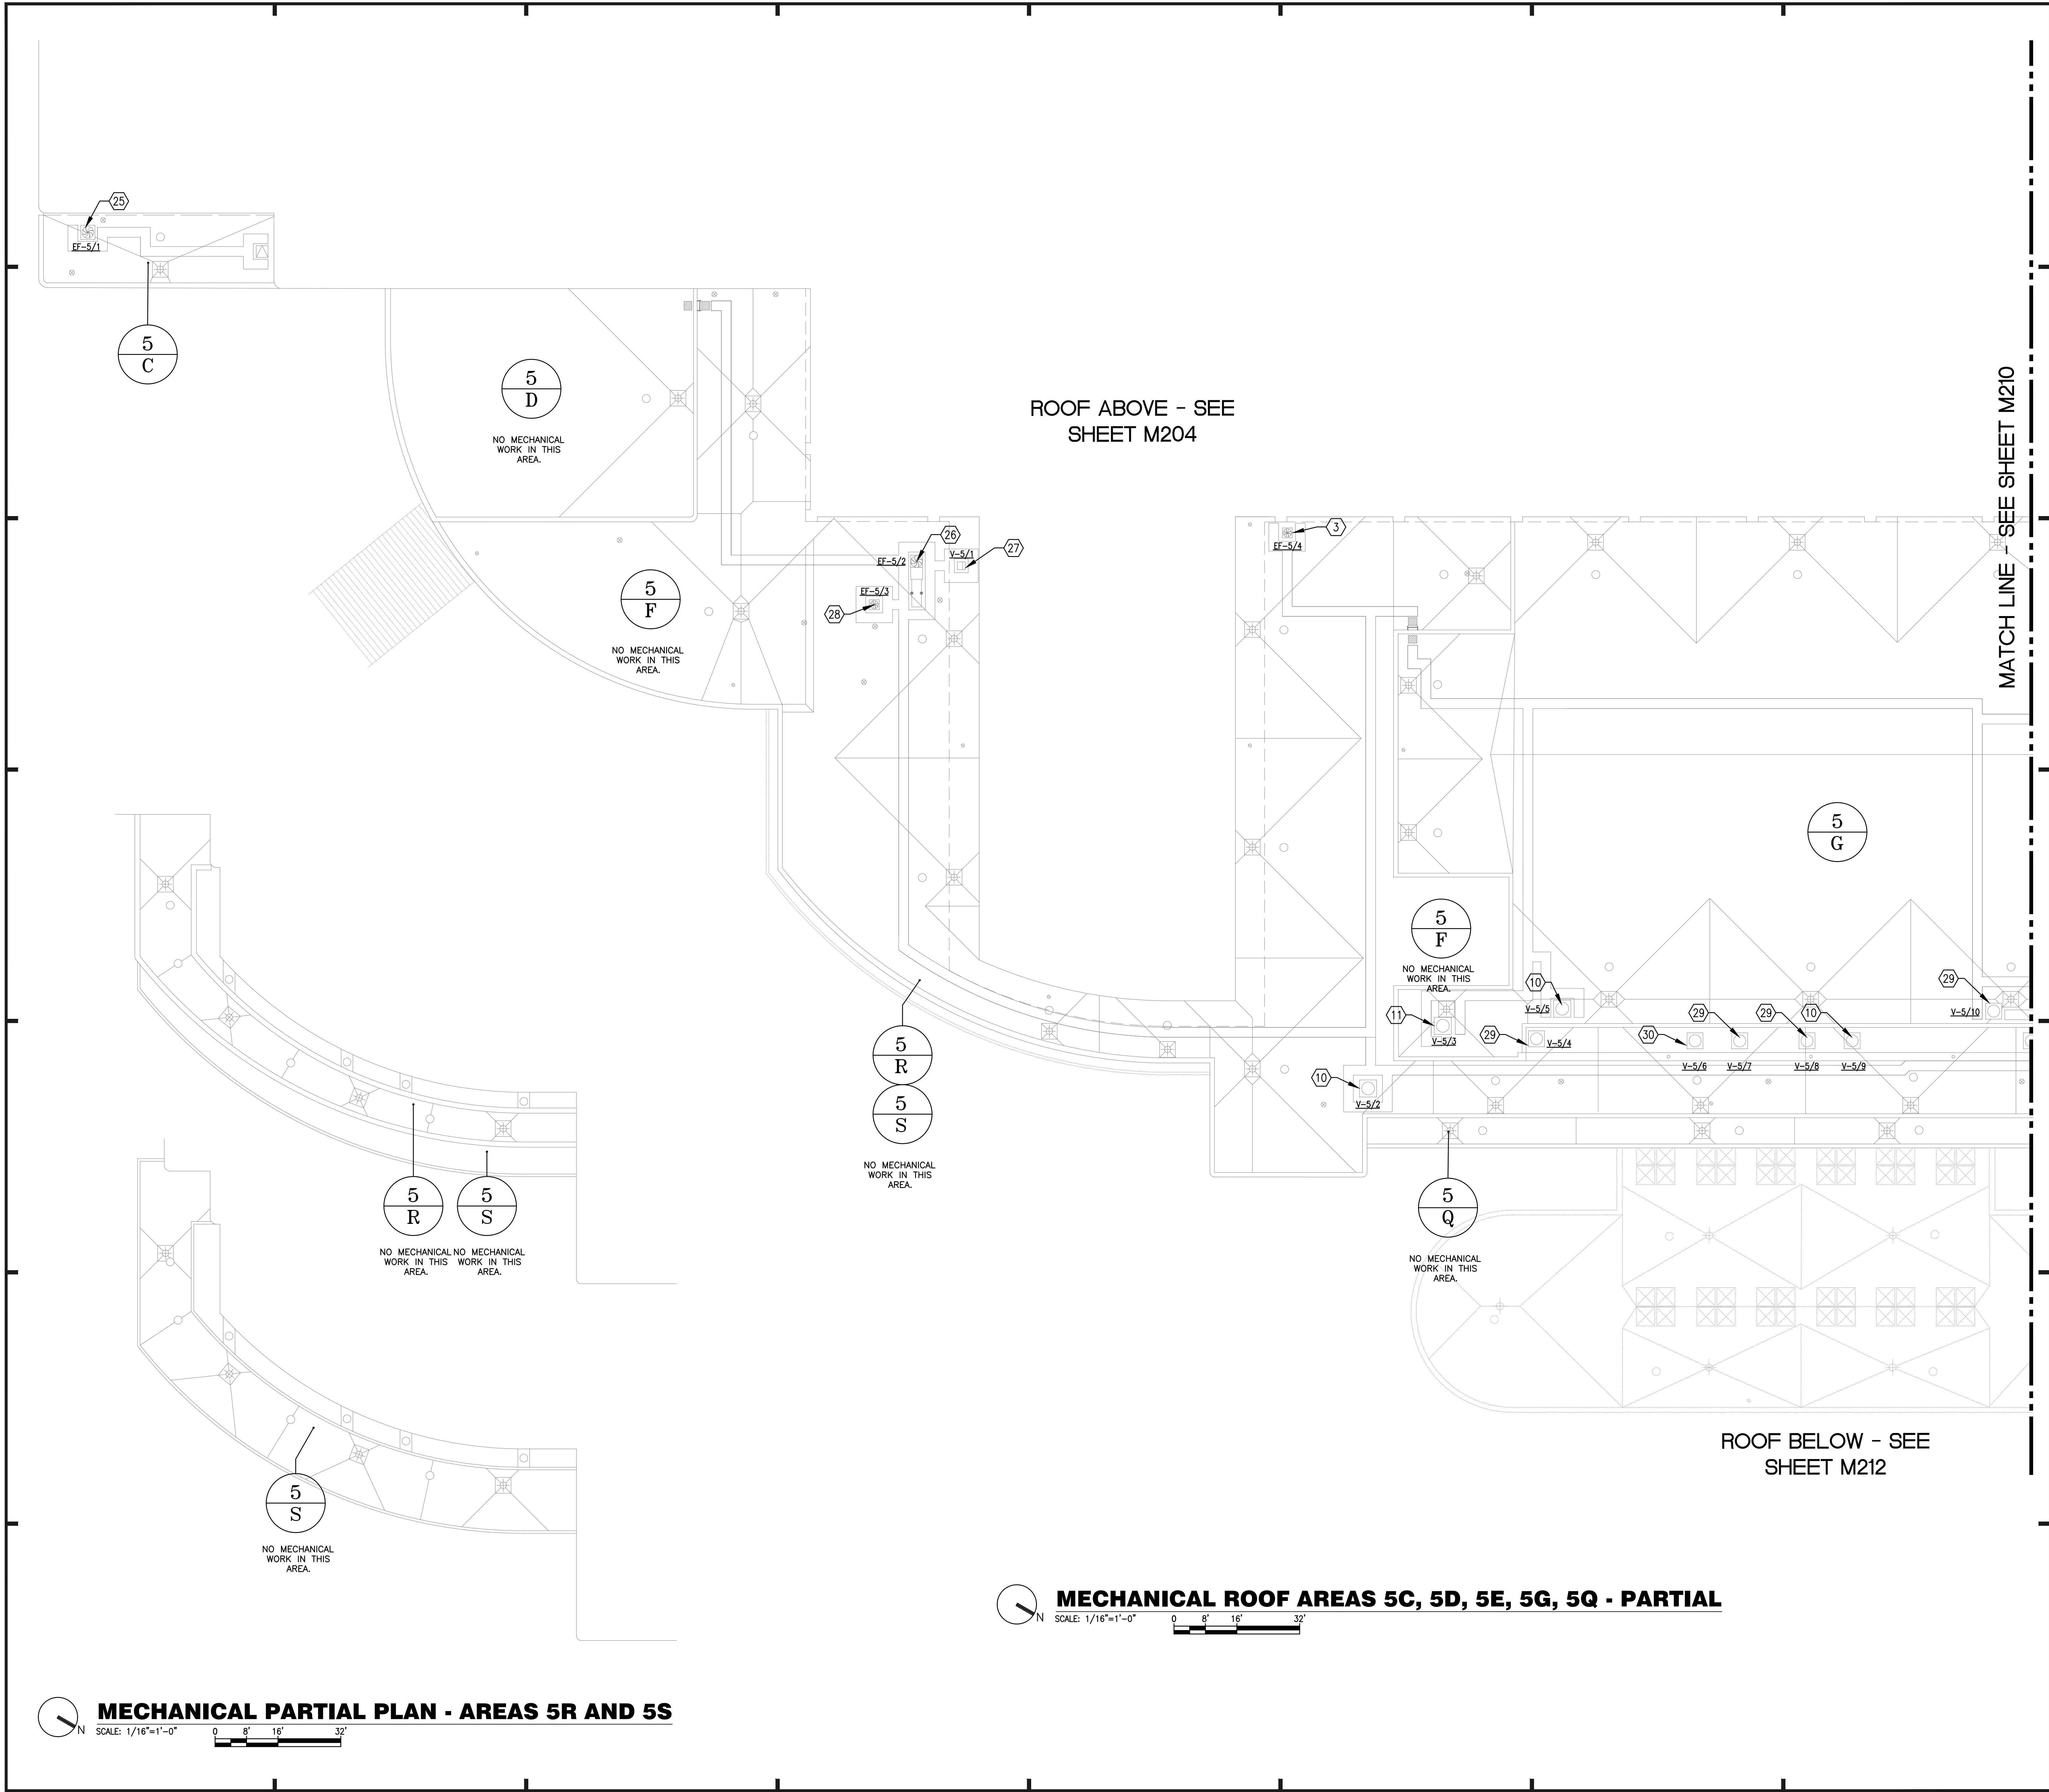 25
EF-5/1
5
C
5
D
NO MECHANICAL
WORK IN THIS
AREA.
ROOF ABOVE - SEE
SHEET M204
MATCH LINE - SEE SHEET M210
26
27
EF-5/2
V-5/1
EF-5/3
28
3
EF-5/4
5
F
NO MECHANICAL
WORK IN THIS
AREA.
5
G
5
F
NO MECHANICAL
WORK IN THIS
AREA.
10
V-5/5
11
V-5/3
29
V-5/4
30
V-5/6
29
V-5/7
29
V-5/8
10
V-5/9
29
V-5/10
10
V-5/2
5
R
5
S
NO MECHANICAL
WORK IN THIS
AREA.
5
R
NO MECHANICAL
WORK IN THIS
AREA.
5
S
NO MECHANICAL
WORK IN THIS
AREA.
5
Q
NO MECHANICAL
WORK IN THIS
AREA.
ROOF BELOW - SEE
SHEET M212
5
S
NO MECHANICAL
WORK IN THIS
AREA.
N
MECHANICAL ROOF AREAS 5C, 5D, 5E, 5G, 5Q - PARTIAL
SCALE: 1/16"=1'-0"
0 8' 16' 32'
N
MECHANICAL PARTIAL PLAN - AREAS 5R AND 5S
SCALE: 1/16"=1'-0"
0 8' 16' 32'